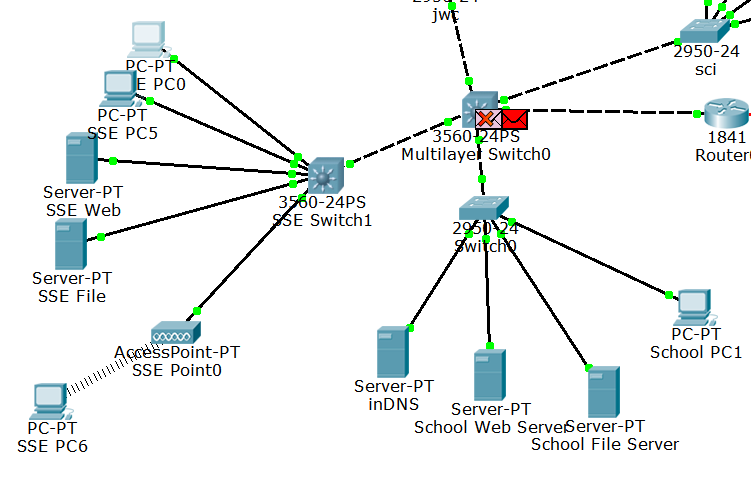 jwc
2950-24
sci
PC-PT
SSE PC5
3560-24PS
Multilayer Switch0
1841
Server-PT
SSE Web
3560-24PS
SSE Switch1
2950-24
Switch0
Server-PT
SSE File
AccessPoint-PT
SSE Point0
PC-PT
School PC1
Server-PT
inDNS
Server-PT
School Web Server
Server-PT
School File Server
PC-PT
SSE PC6
PC-PT
PC0